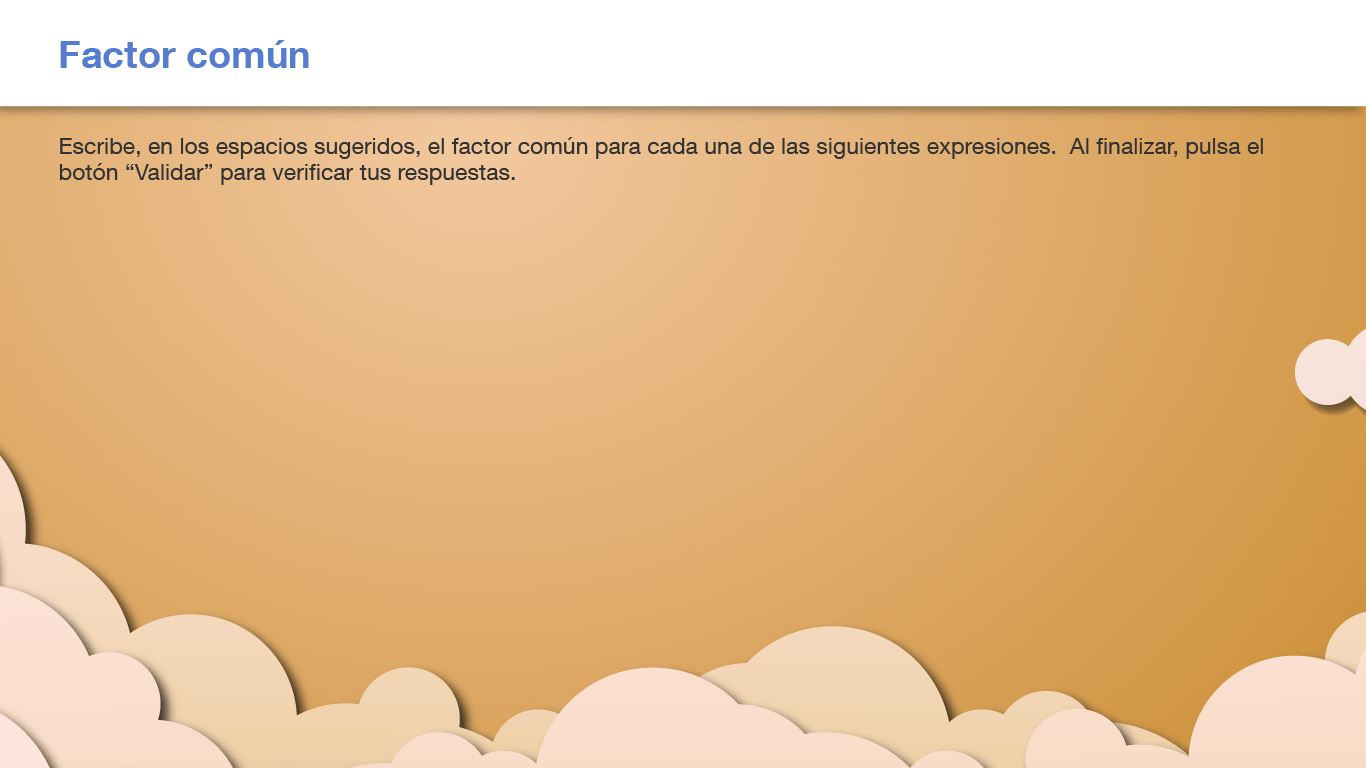 Factor común
Escribe, en los espacios sugeridos, el factor común para cada una de las siguientes expresiones.  Al finalizar, pulsa el
botón “Validar” para verificar tus respuestas.